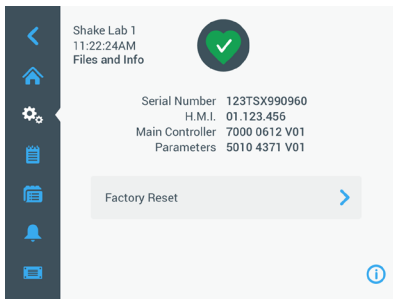 Shake Lab 1
11:22:24AM
Files and Info
Serial Number 123TSX990960
H.M.I. 01.123.456
Main Controller 7000 0612 V01
Parameters 5010 4371 V01
Factory Reset